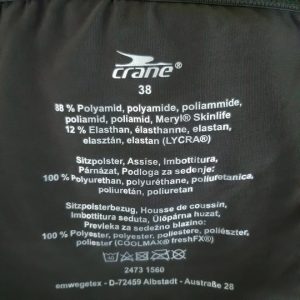 crane®
38
88 % Polyamid, polyamide, poliammide,
poliamid, poliamid, Meryl® Skinlife
12 % Elasthan, élasthanne, elastan,
elasztán, elastan (LYCRA®)
Sitzpolster, Assise, Imbottitura,
Párnázat, Podloga za sedenje:
100 % Polyurethan, polyuréthane, poliuretanica,
poliuretán, poliuretan
Sitzpolsterbezug, Housse de coussin,
Imbottitura seduta, Ülőpárna huzat,
Prevleka za sedežno blazino:
100 % Polyester, polyester, poliestere, poliészter,
poliester (COOLMAX® freshFX®)
2473 1560
emwegetex - D-72459 Albstadt - Austraße 28